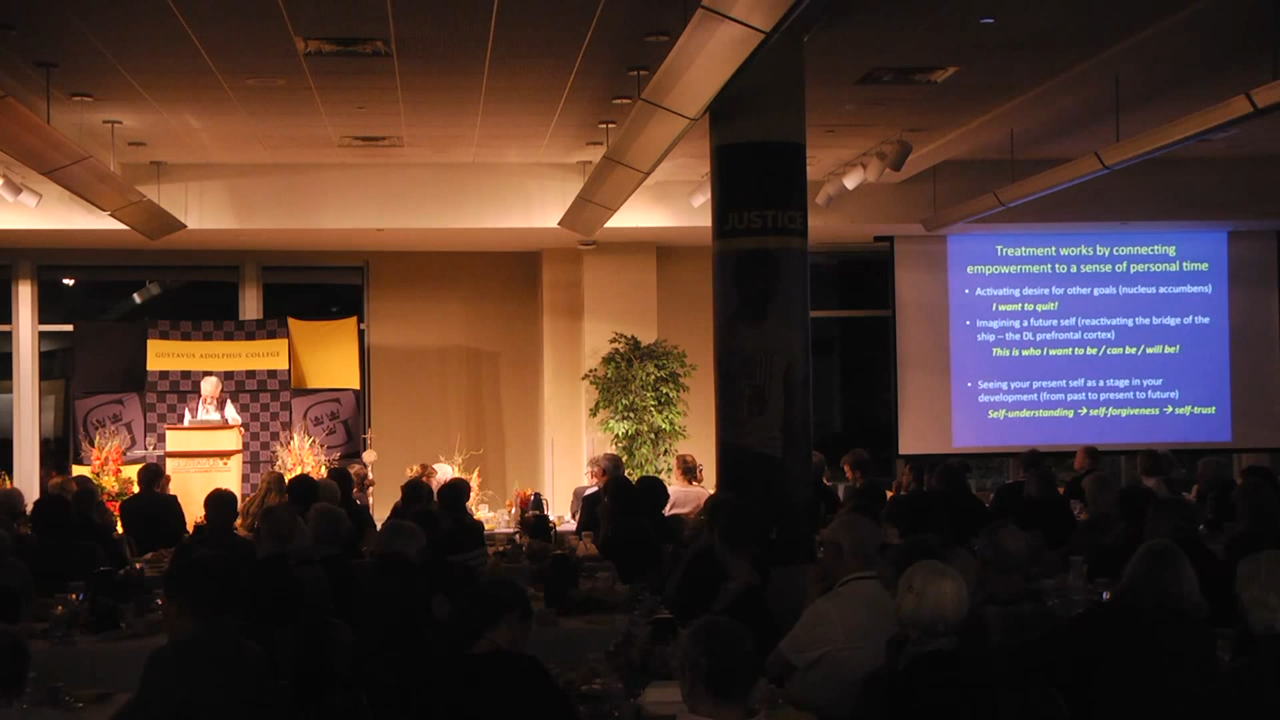 JUSTICE
GUSTAVUS ADOLPHUS COLLEGE
Treatment works by connecting
empowerment to a sense of personal time
• Activating desire for other goals (nucleus accumbens)
I want to quit!
• Imagining a future self (reactivating the bridge of the
ship – the DL prefrontal cortex)
This is who I want to be / can be / will be!
• Seeing your present self as a stage in your
development (from past to present to future)
Self-understanding → self-forgiveness → self-trust